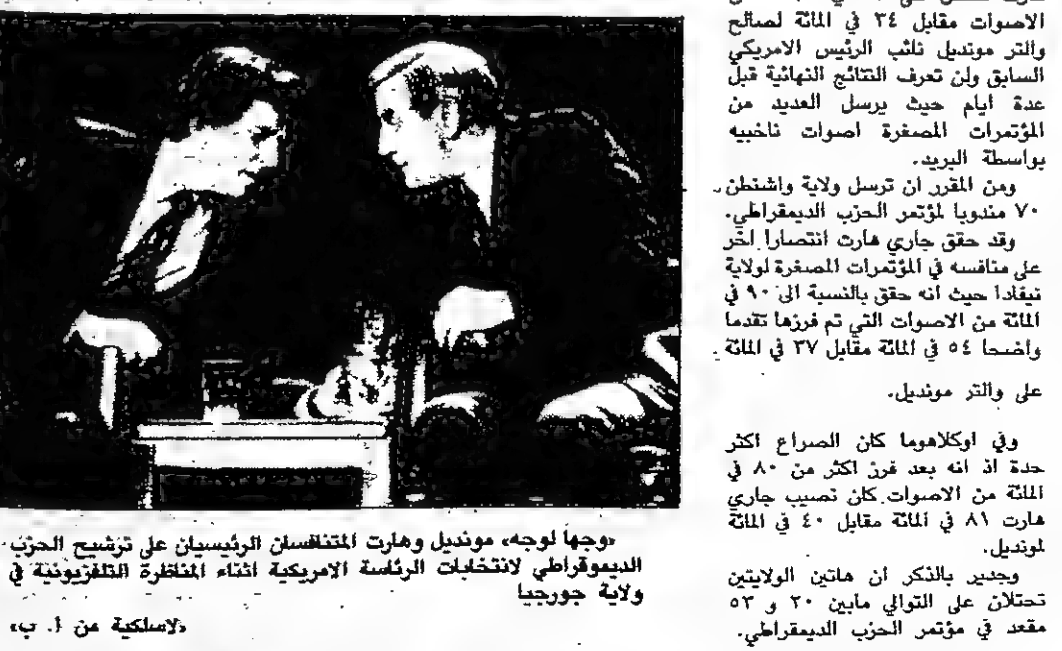 الاصوات مقابل ٣٤ في المائة لصالح
والتر مونديل نائب الرئيس الامريكي
السابق ولن تعرف النتائج النهائية قبل
عدة ايام حيث يرسل العديد من
المؤتمرات المصغرة اصوات ناخبيه
بواسطة البريد.
ومن المقرر ان ترسل ولاية واشنطن
٧٠ مندوبا لمؤتمر الحزب الديمقراطي.
وقد حقق جاري هارت انتصارا اخر
على منافسه في المؤتمرات المصغرة لولاية
نيفادا حيث انه حقق بالنسبة الى ٩٠ في
المائة من الاصوات التي تم فرزها تقدما
واضحا ٥٤ في المائة مقابل ٣٧ في المائة
على والتر مونديل.
وفي اوكلاهوما كان الصراع اكثر
حدة اذ انه بعد فرز اكثر من ٨٠ في
المائة من الاصوات كان نصيب جاري
هارت ٨١ في المائة مقابل ٤٠ في المائة
لمونديل.
وجدير بالذكر ان هاتين الولايتين
تحتلان على التوالي مابين ٢٠ و ٥٣
مقعد في مؤتمر الحزب الديمقراطي.
«وجها لوجه» مونديل وهارت المتنافسان الرئيسيان على ترشيح الحزب
الديموقراطي لانتخابات الرئاسة الامريكية اثناء المناظرة التلفزيونية في
ولاية جورجيا
«لاسلكية من أ. ب»